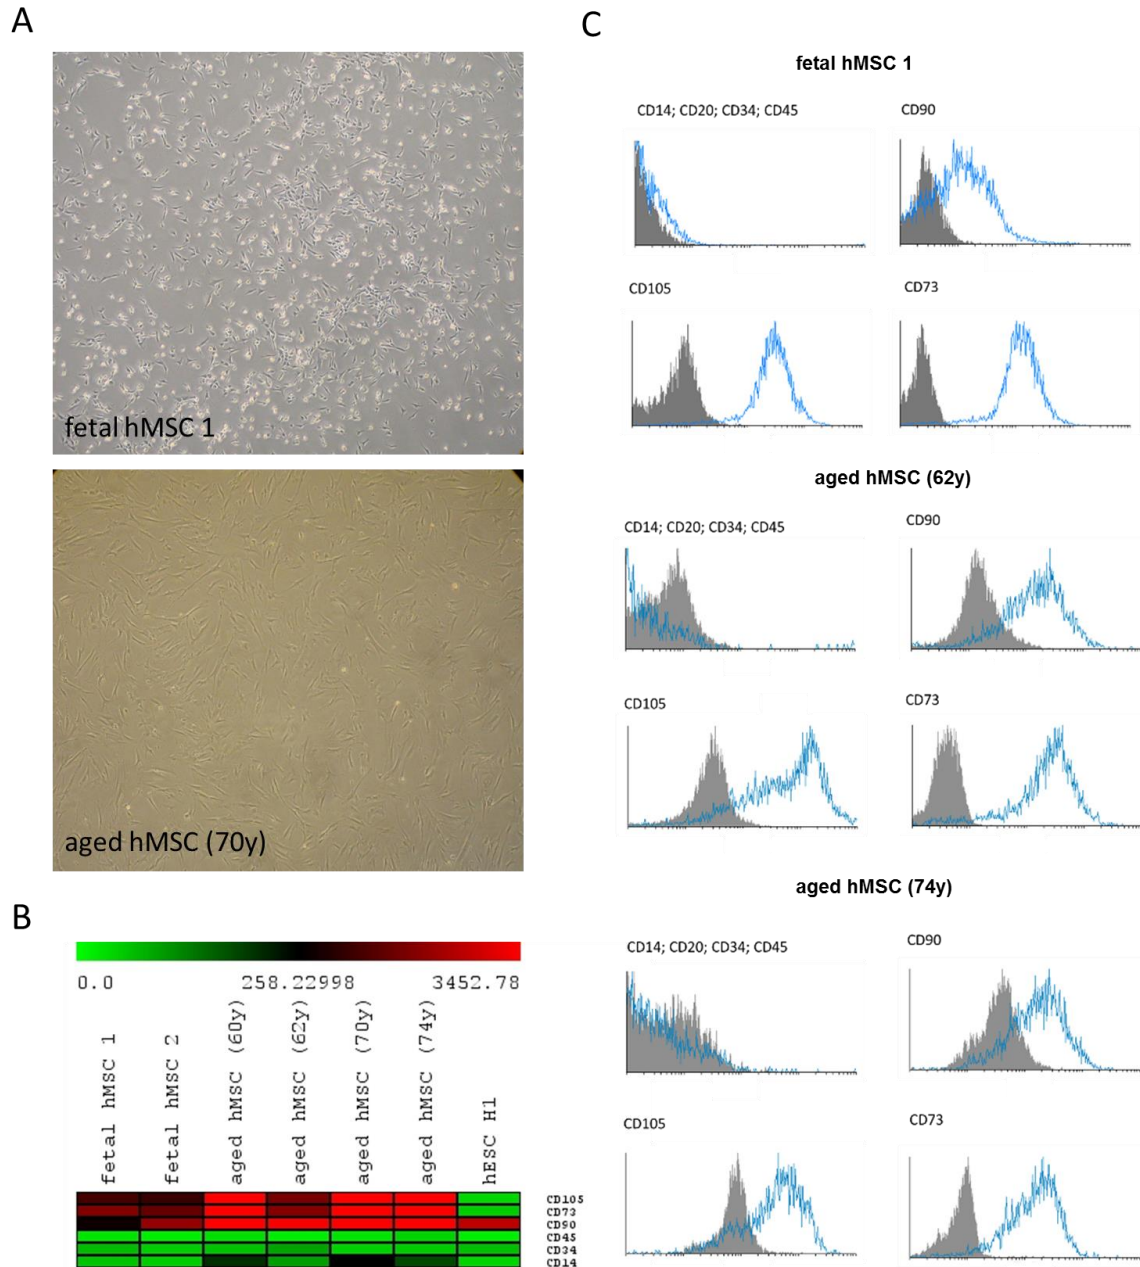 A
fetal hMSC 1
aged hMSC (70y)
B
0.0 258.22998 3452.78
fetal hMSC 1
fetal hMSC 2
aged hMSC (60y)
aged hMSC (62y)
aged hMSC (70y)
aged hMSC (74y)
hESC H1
CD105
CD73
CD90
CD45
CD34
CD14
C
fetal hMSC 1
CD14; CD20; CD34; CD45
CD90
CD105
CD73
aged hMSC (62y)
CD14; CD20; CD34; CD45
CD90
CD105
CD73
aged hMSC (74y)
CD14; CD20; CD34; CD45
CD90
CD105
CD73